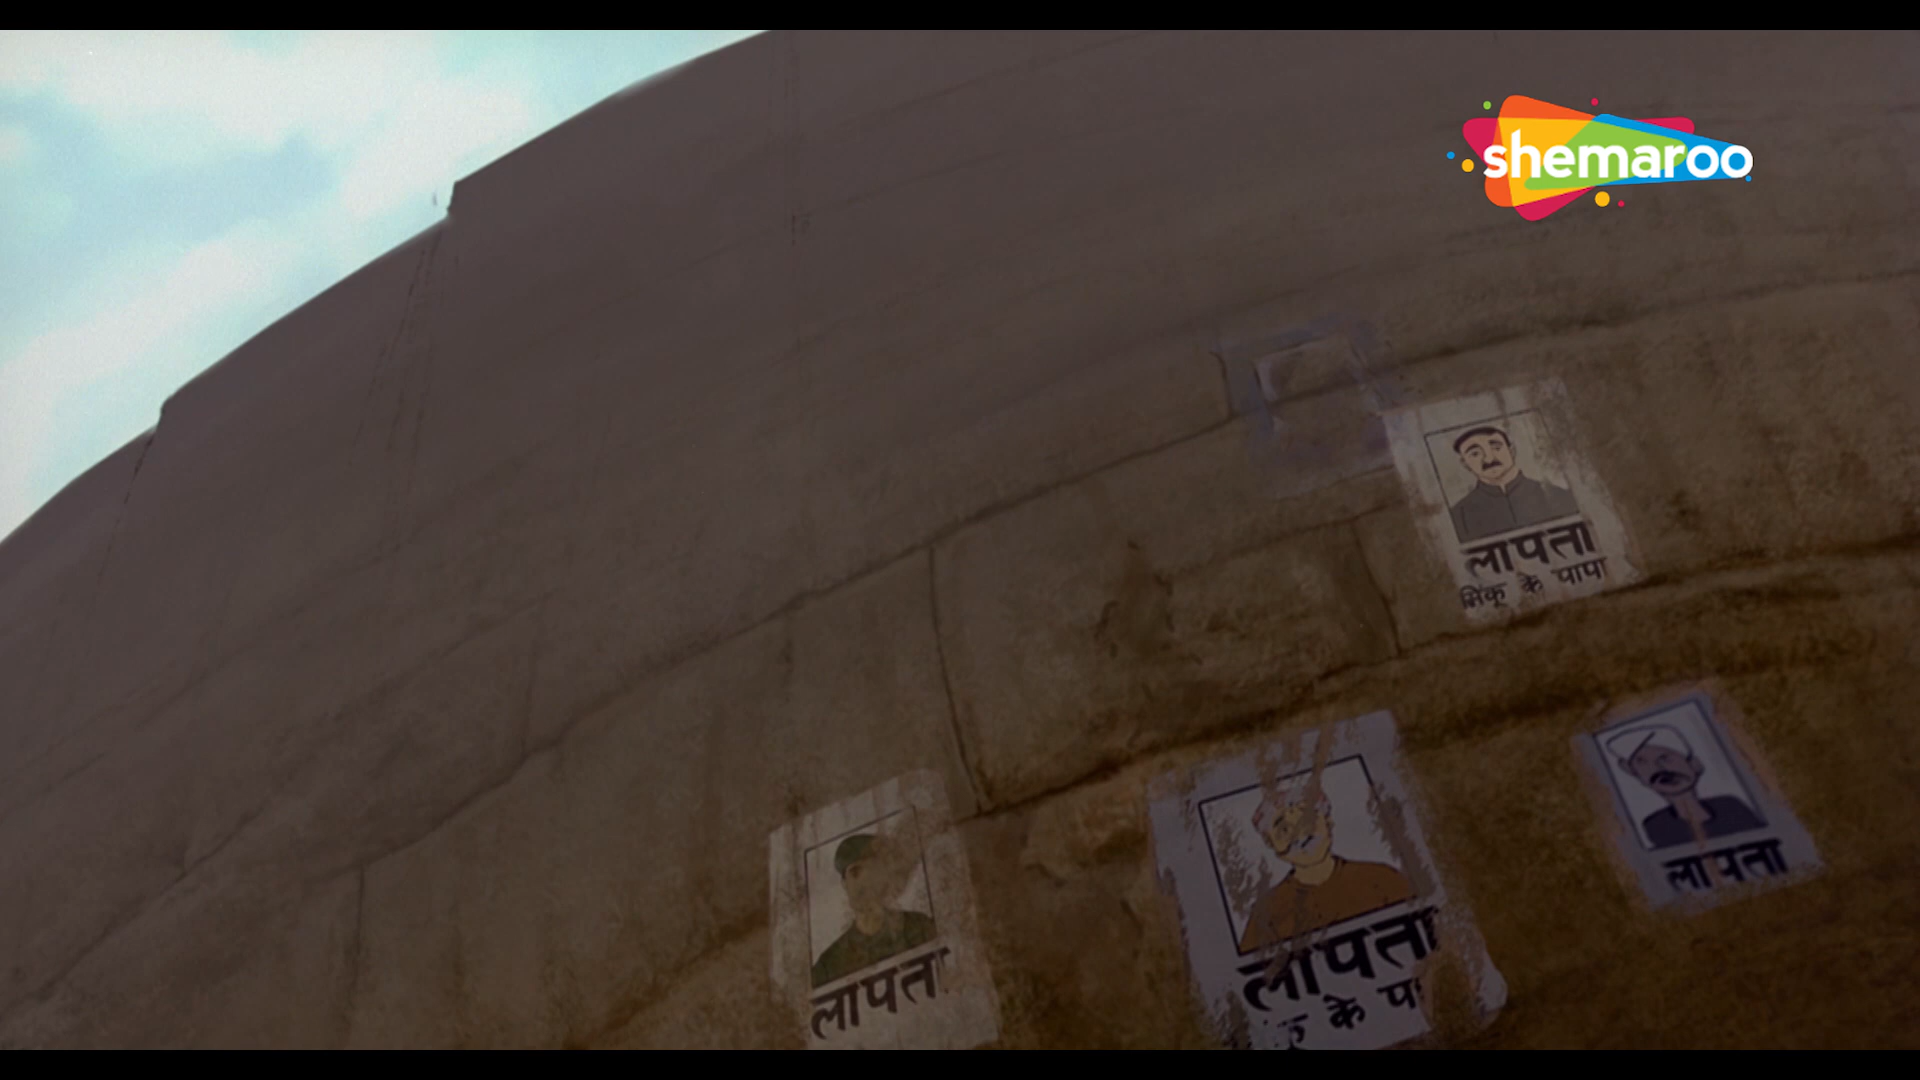 shemaroo
लापता
मिंकू के पापा
लापता
लापता
के
लापता